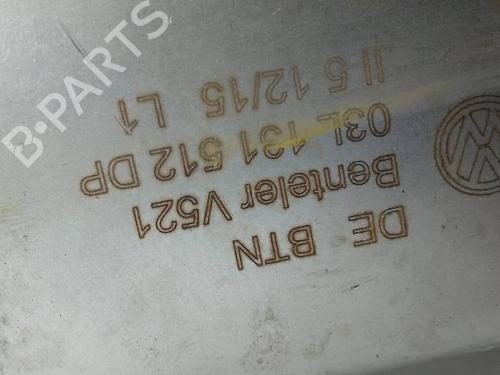 DE BTN
Benteler V521
03L 131 512 DP
II 5 12/15 L1
B-PARTS